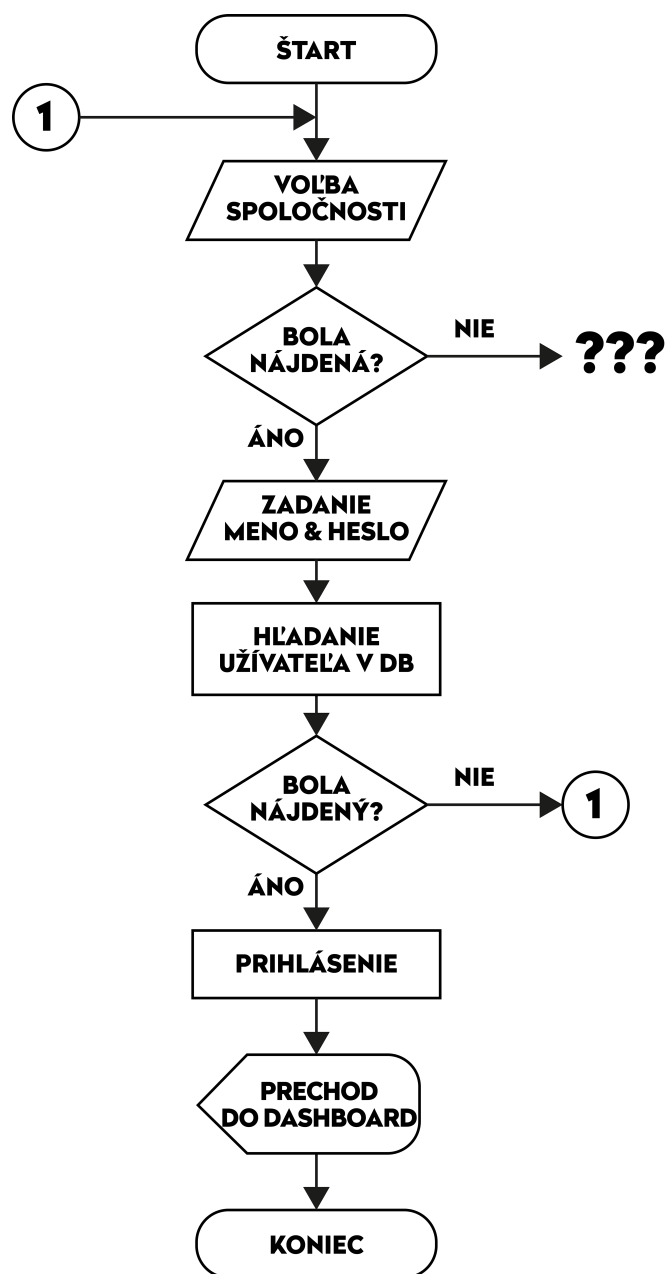 ŠTART
1
VOĽBA
SPOLOČNOSTI
BOLA
NÁJDENÁ?
NIE
???
ÁNO
ZADANIE
MENO & HESLO
HĽADANIE
UŽÍVATEĽA V DB
BOLA
NÁJDENÝ?
NIE
1
ÁNO
PRIHLÁSENIE
PRECHOD
DO DASHBOARD
KONIEC